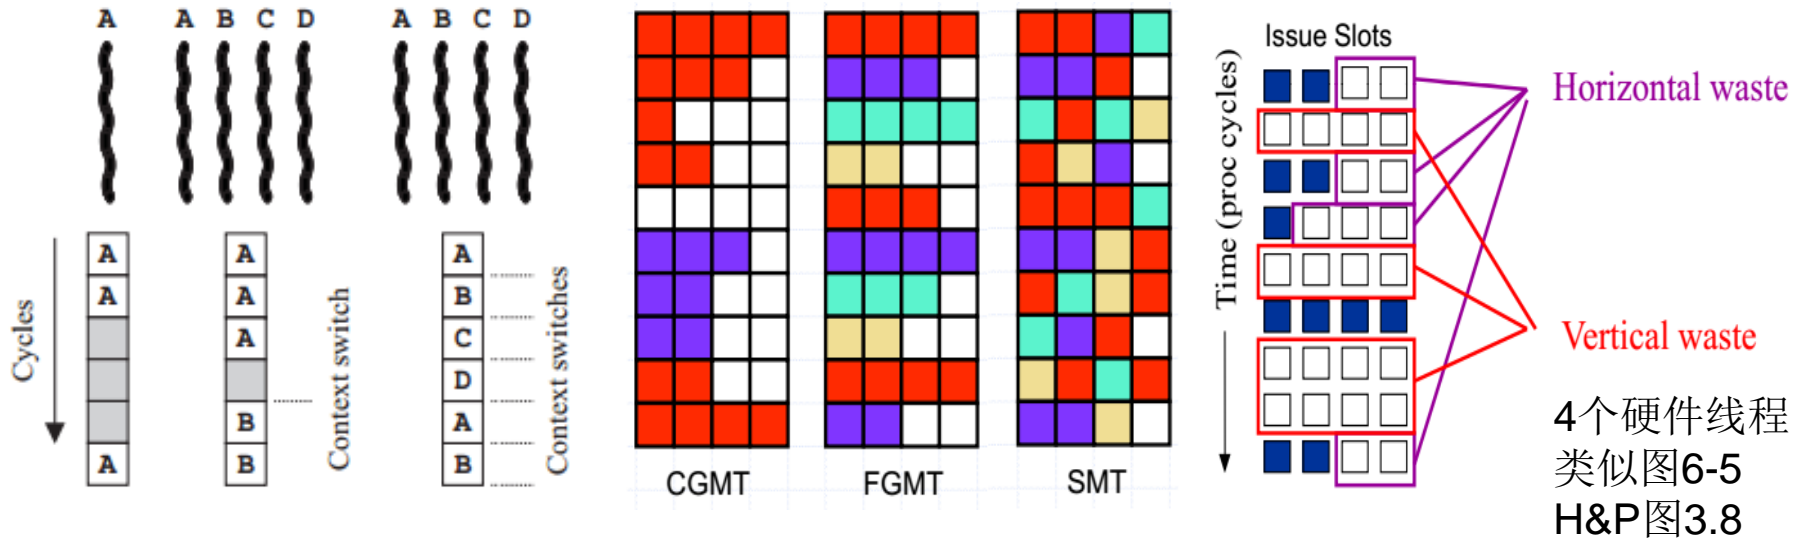 A
A B C D
A B C D
Cycles
A
A
A
A
A
A
B
B
Context switch
A
B
C
D
A
B
Context switches
CGMT
FGMT
SMT
Issue Slots
Time (proc cycles)
Horizontal waste
Vertical waste
4个硬件线程
类似图6-5
H&P图3.8